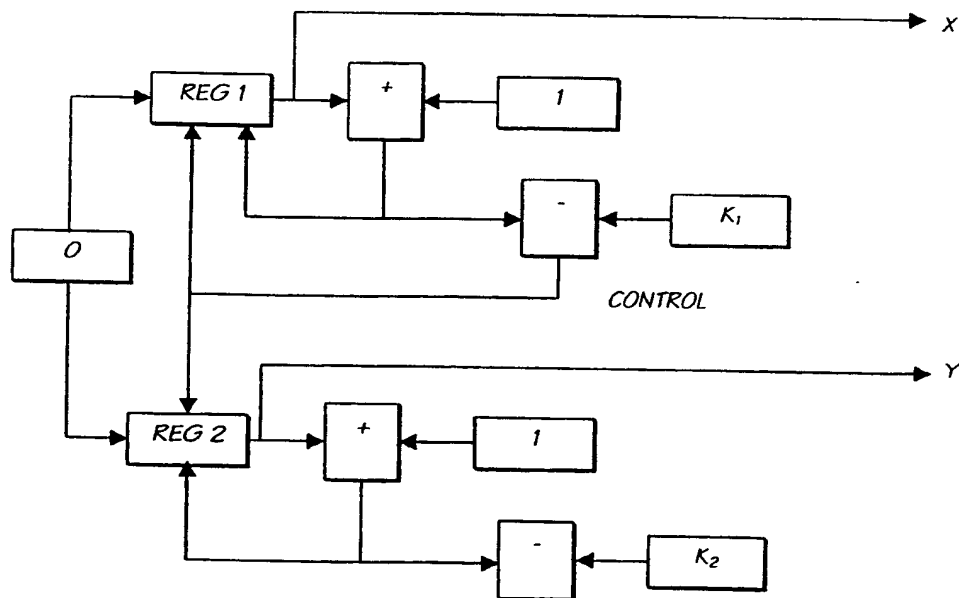 X
REG 1
+
1
-
K₁
0
CONTROL
Y
REG 2
+
1
-
K₂